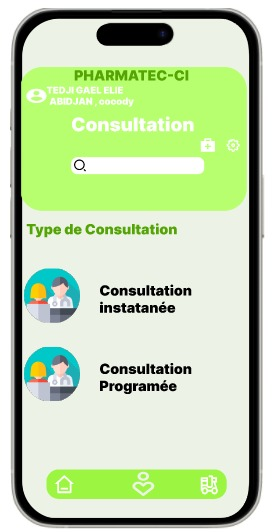 PHARMATEC-CI
TEDJI GAEL ELIE
ABIDJAN , cocody
Consultation
Type de Consultation
Consultation
instatanée
Consultation
Programée